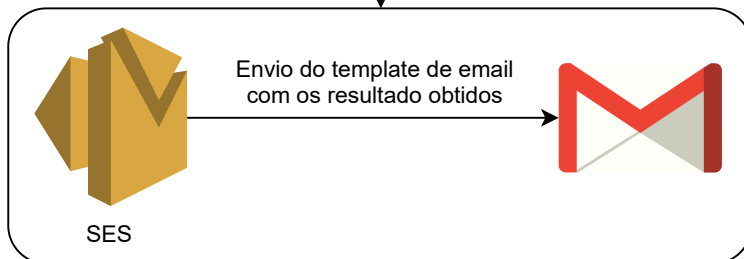 Envio do template de email
com os resultado obtidos
SES